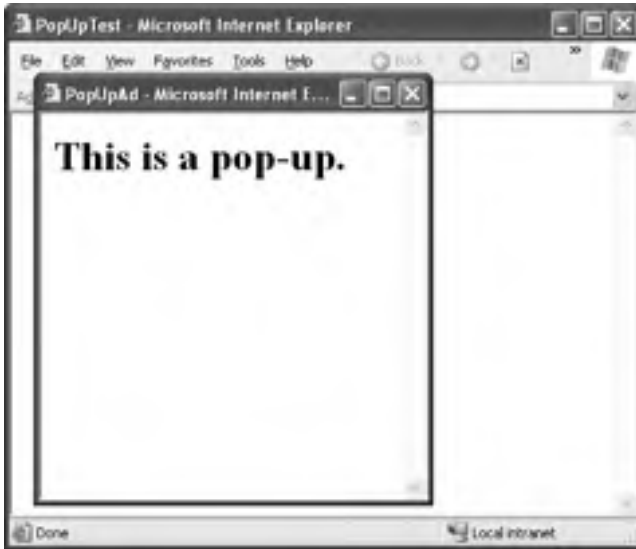 PopUpTest - Microsoft Internet Explorer
File Edit View Favorites Tools Help Back »
PopUpAd - Microsoft Internet E...
This is a pop-up.
Done Local intranet